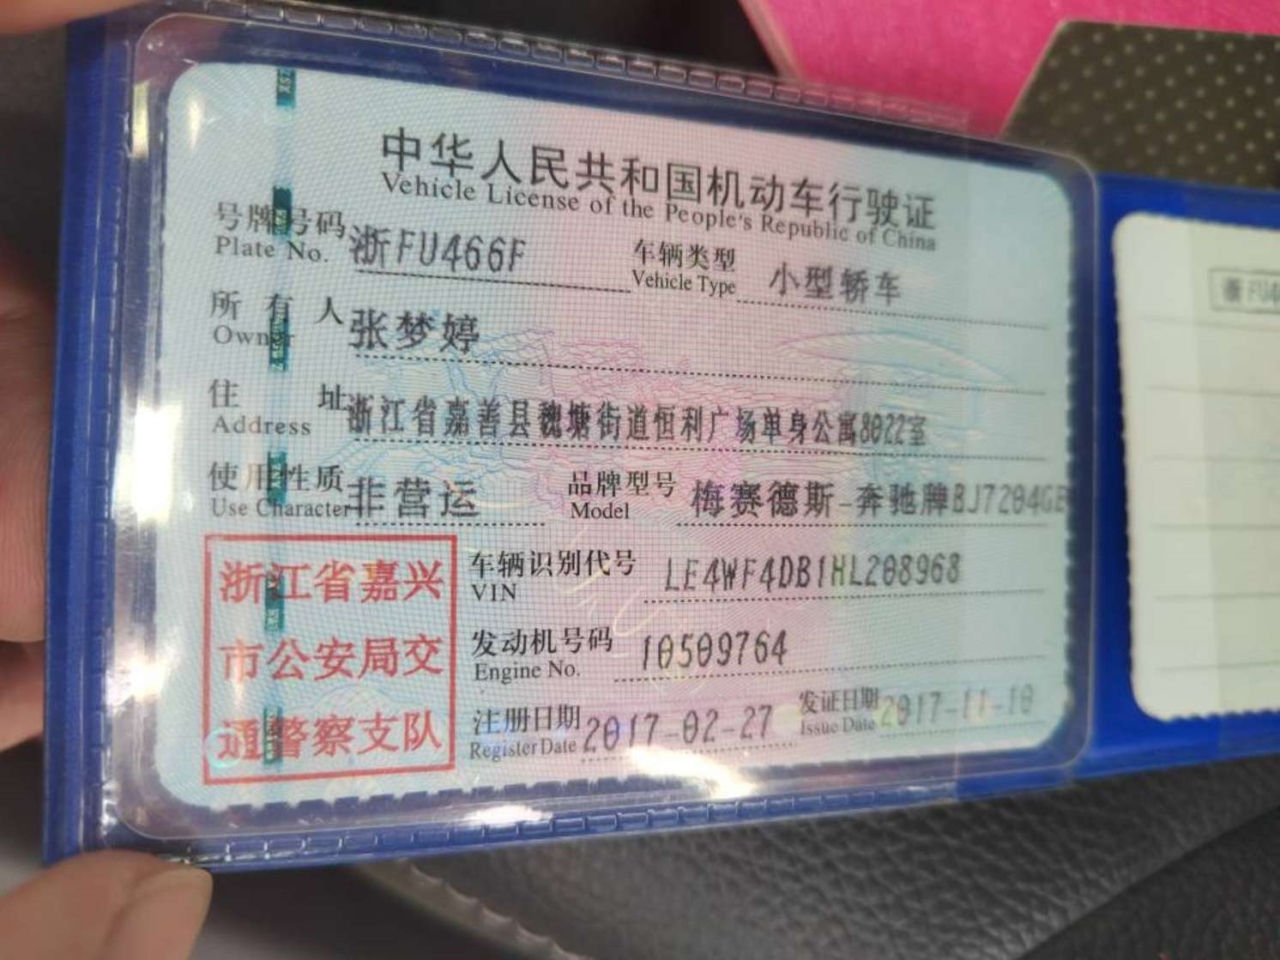 中华人民共和国机动车行驶证
Vehicle License of the People's Republic of China
号牌号码 浙FU466F 车辆类型 小型轿车
Plate No. Vehicle Type
所有人 张梦婷
Owner
住址 浙江省嘉善县魏塘街道恒利广场单身公寓8022室
Address
使用性质 非营运 品牌型号 梅赛德斯-奔驰牌BJ7204GE
Use Character Model
浙江省嘉兴
市公安局交
通警察支队
车辆识别代号 LE4WF4DB1HL208968
VIN
发动机号码 10509764
Engine No.
注册日期 2017-02-27 发证日期 2017-11-10
Register Date Issue Date